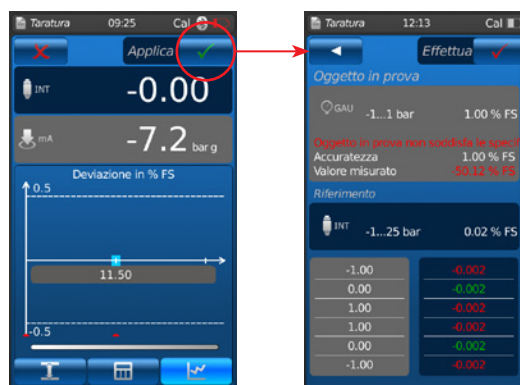 Taratura 09:25 Cal
Applica
INT -0.00
mA -7.2 bar g
Deviazione in % FS
0.5
11.50
-0.5
Taratura 12:13 Cal
Effettua
Oggetto in prova
GAU -1...1 bar 1.00 % FS
Oggetto in prova non soddisfa le specif
Accuratezza 1.00 % FS
Valore misurato -50.12 % FS
Riferimento
INT -1...25 bar 0.02 % FS
-1.00 -0.002
0.00 -0.002
1.00 -0.002
1.00 -0.002
0.00 -0.002
-1.00 -0.002